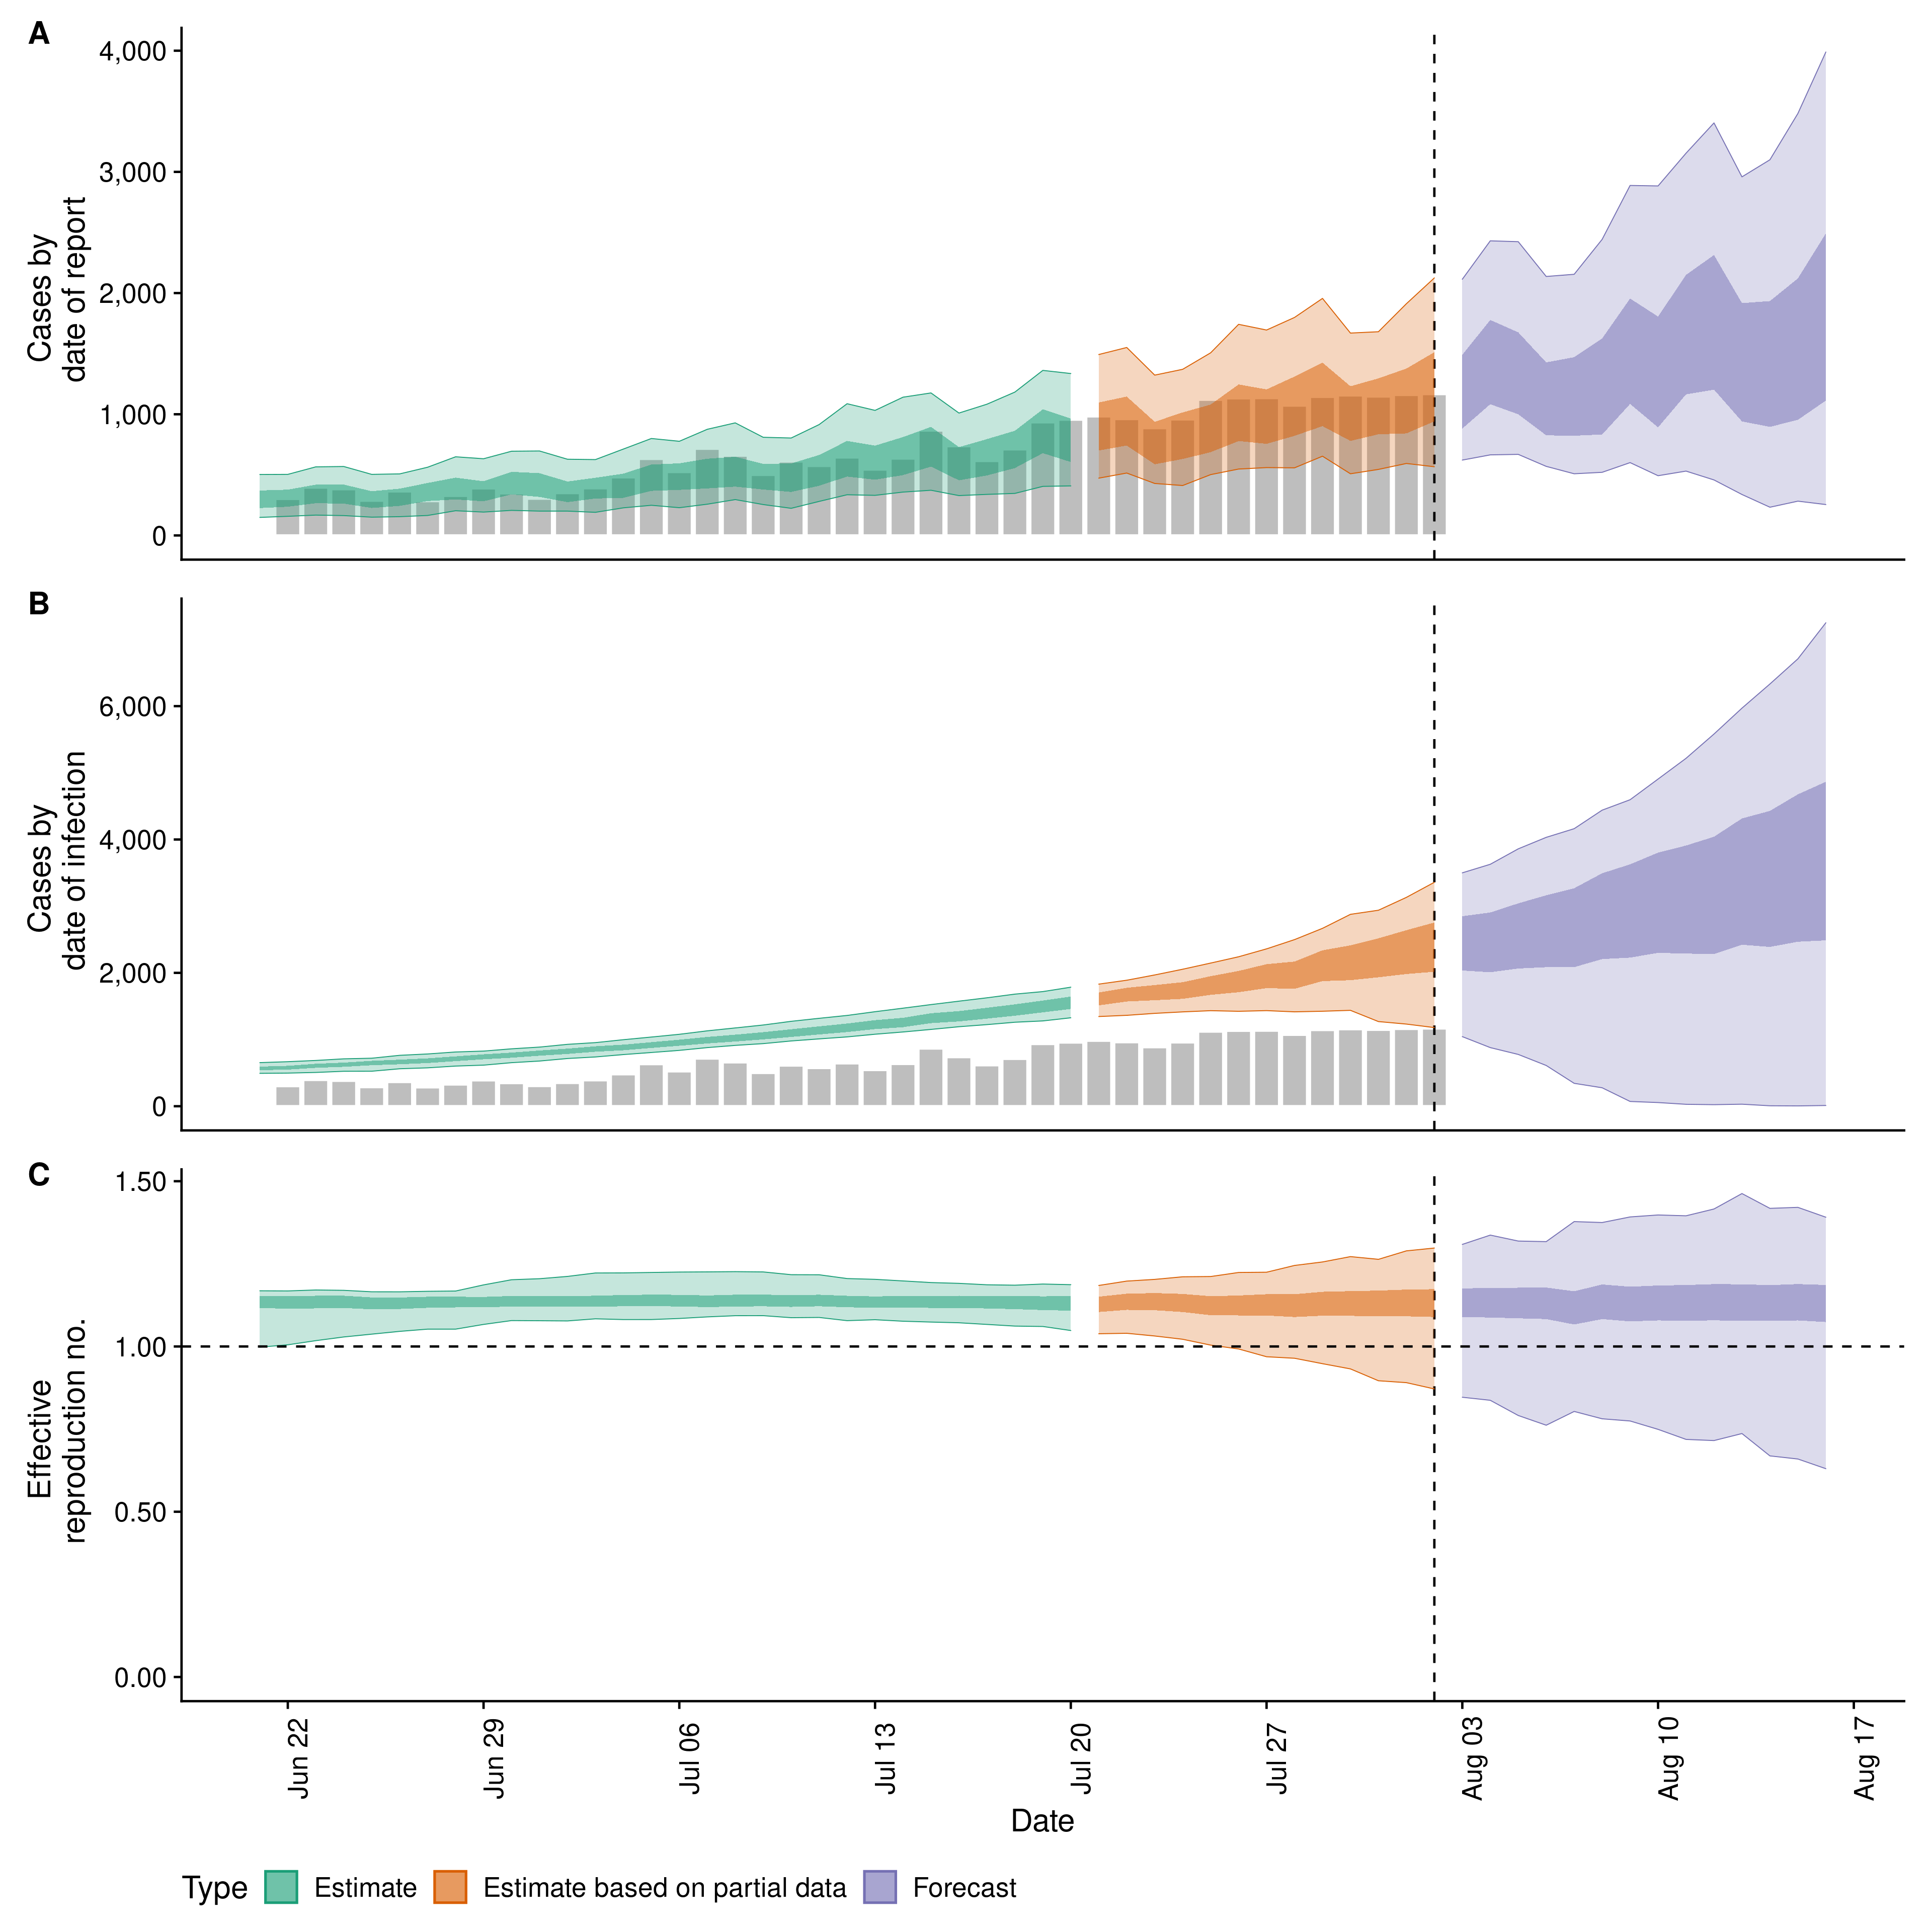 A
4,000
3,000
2,000
1,000
0
Cases by
date of report
B
6,000
4,000
2,000
0
Cases by
date of infection
C
1.50
1.00
0.50
0.00
Effective
reproduction no.
Jun 22
Jun 29
Jul 06
Jul 13
Jul 20
Jul 27
Aug 03
Aug 10
Aug 17
Date
Type Estimate Estimate based on partial data Forecast